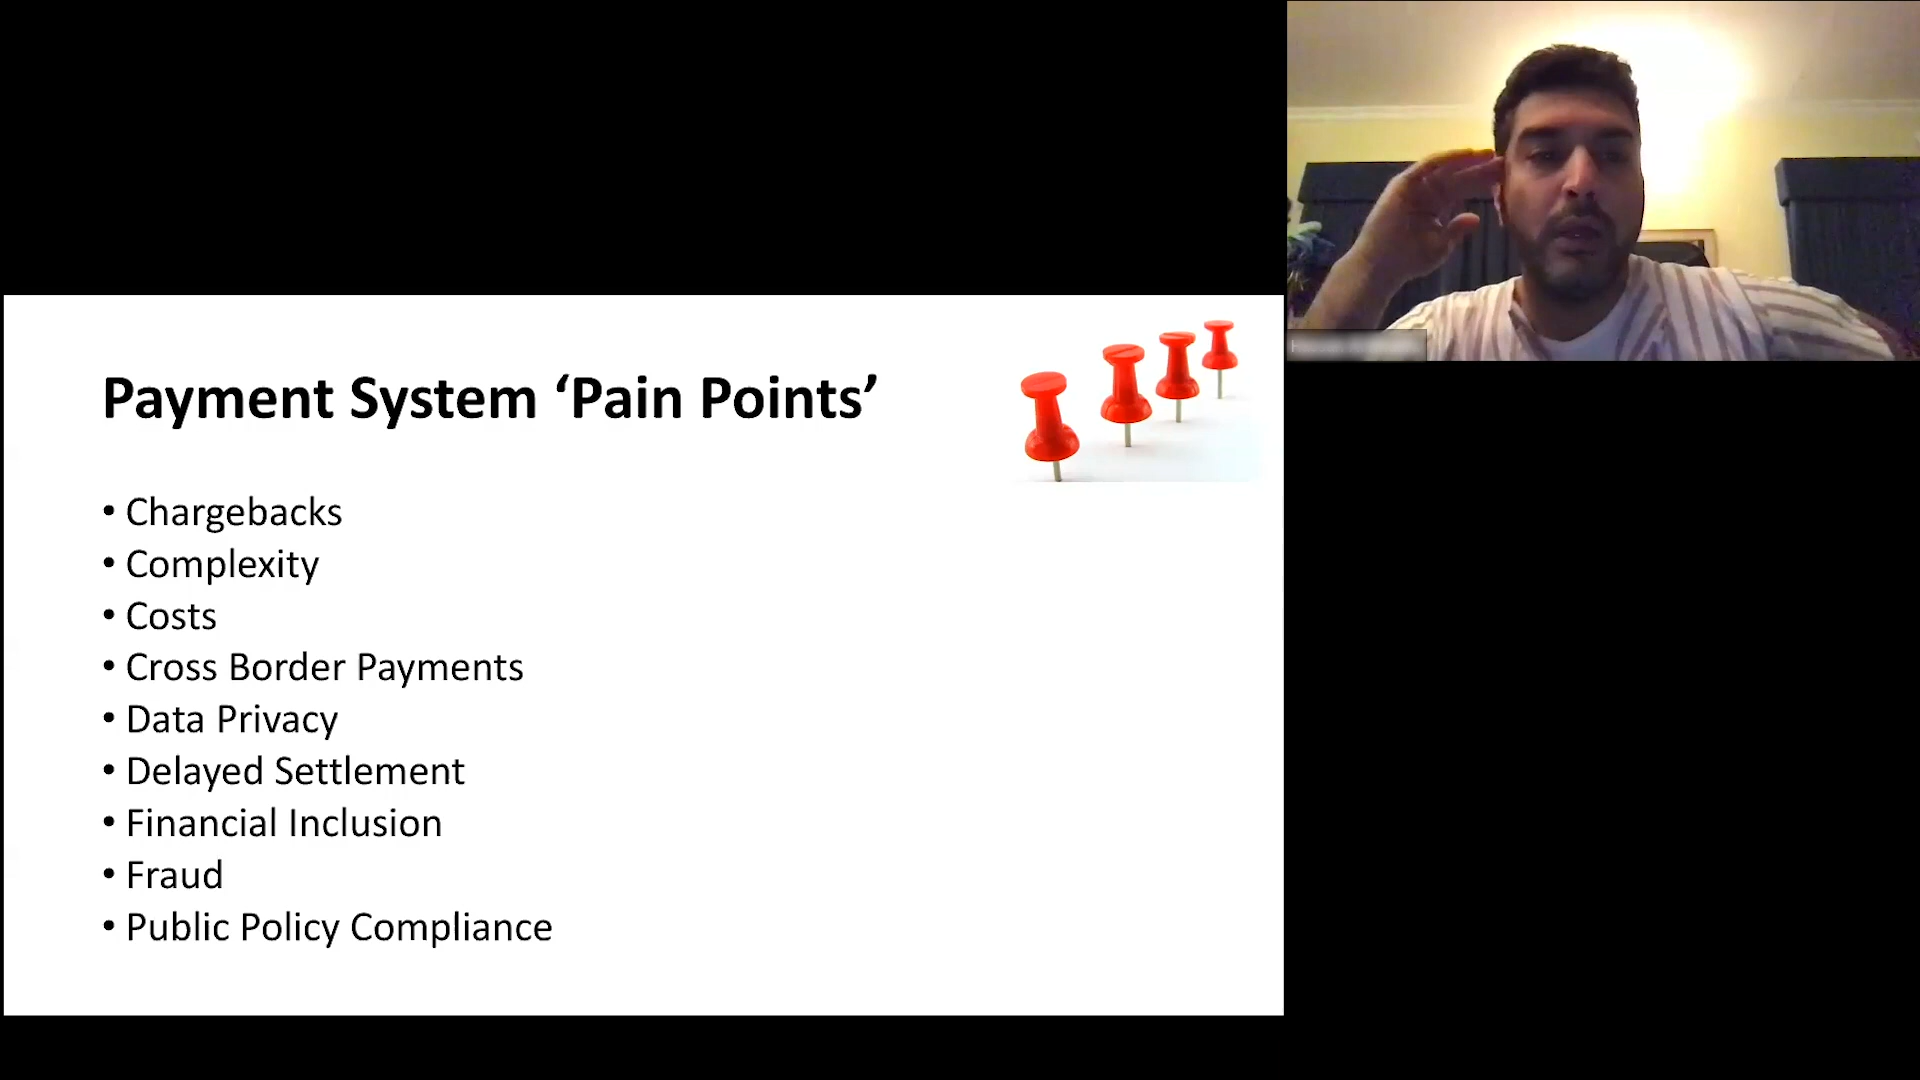 Payment System ‘Pain Points’
• Chargebacks
• Complexity
• Costs
• Cross Border Payments
• Data Privacy
• Delayed Settlement
• Financial Inclusion
• Fraud
• Public Policy Compliance